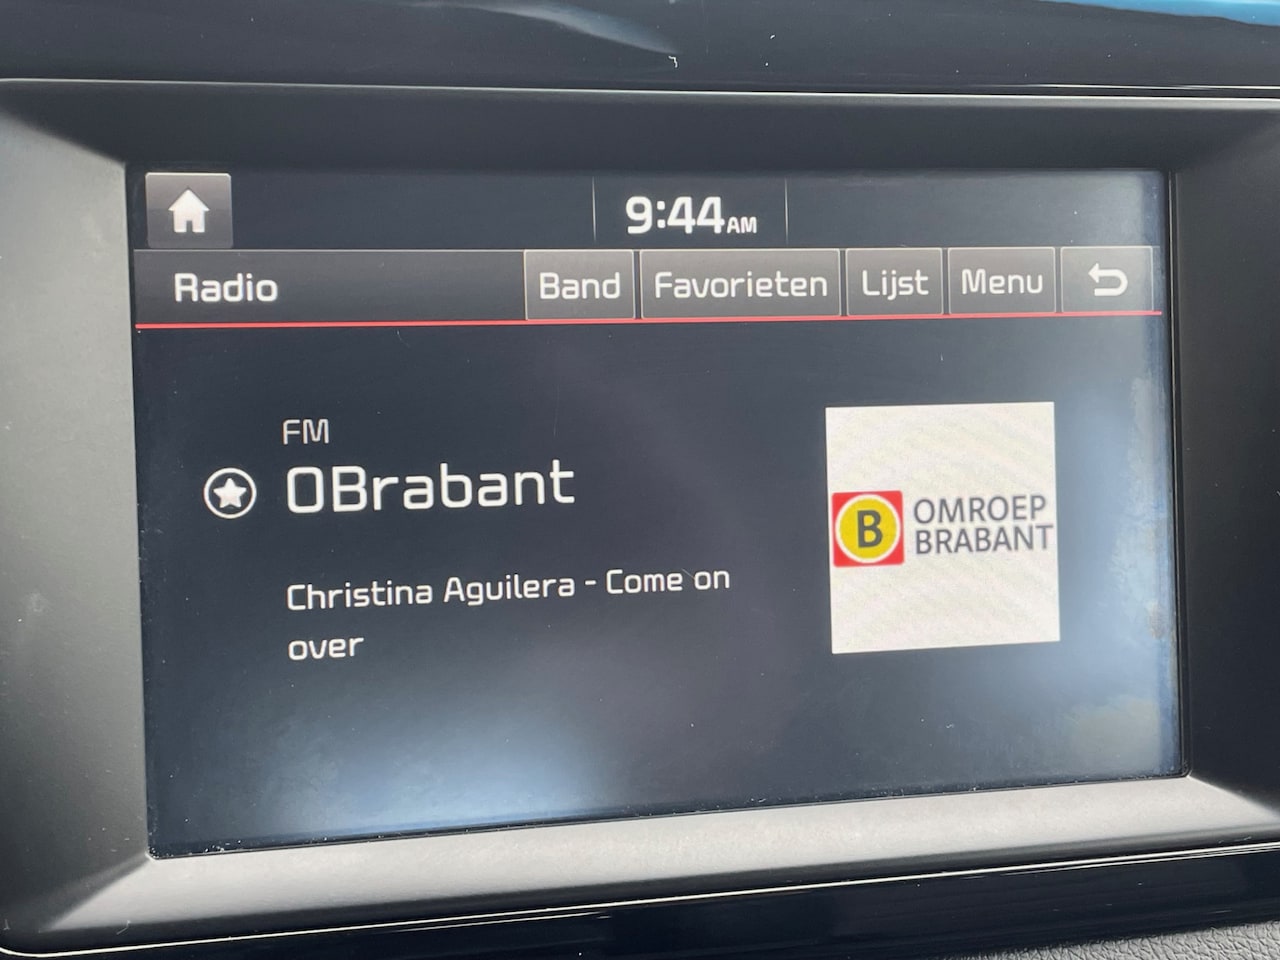 9:44AM
Radio Band Favorieten Lijst Menu
FM
OBrabant
Christina Aguilera - Come on
over
B OMROEP
BRABANT